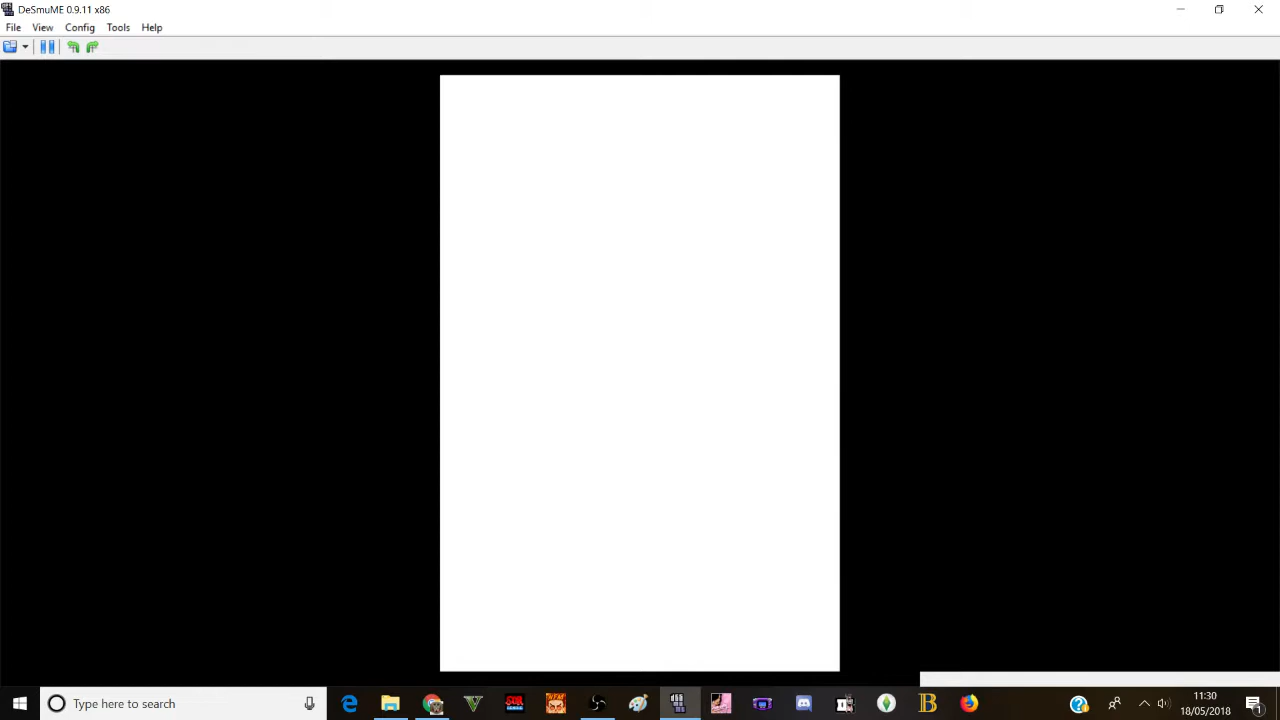 DeSmuME 0.9.11 x86
File View Config Tools Help
Type here to search
11:30
18/05/2018